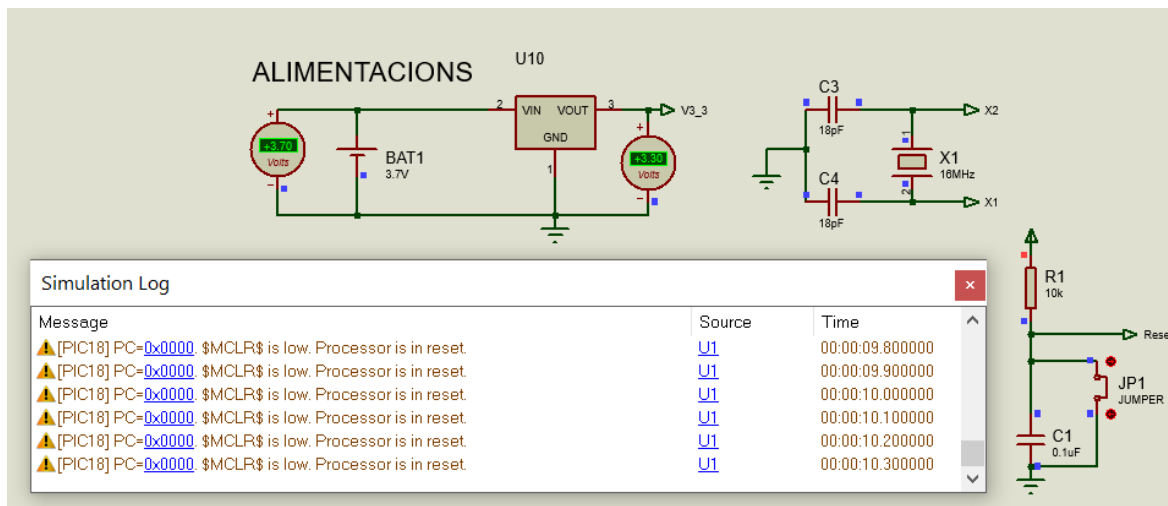 ALIMENTACIONS
U10
2 VIN VOUT 3 V3_3
GND
1
+
+3.70
Volts
-
BAT1
3.7V
+
+3.30
Volts
-
C3
18pF
X2
1
X1
16MHz
2
C4
18pF
X1
R1
10k
Rese
JP1
JUMPER
C1
0.1uF
Simulation Log
Message Source Time
[PIC18] PC=0x0000. $MCLR$ is low. Processor is in reset. U1 00:00:09.800000
[PIC18] PC=0x0000. $MCLR$ is low. Processor is in reset. U1 00:00:09.900000
[PIC18] PC=0x0000. $MCLR$ is low. Processor is in reset. U1 00:00:10.000000
[PIC18] PC=0x0000. $MCLR$ is low. Processor is in reset. U1 00:00:10.100000
[PIC18] PC=0x0000. $MCLR$ is low. Processor is in reset. U1 00:00:10.200000
[PIC18] PC=0x0000. $MCLR$ is low. Processor is in reset. U1 00:00:10.300000